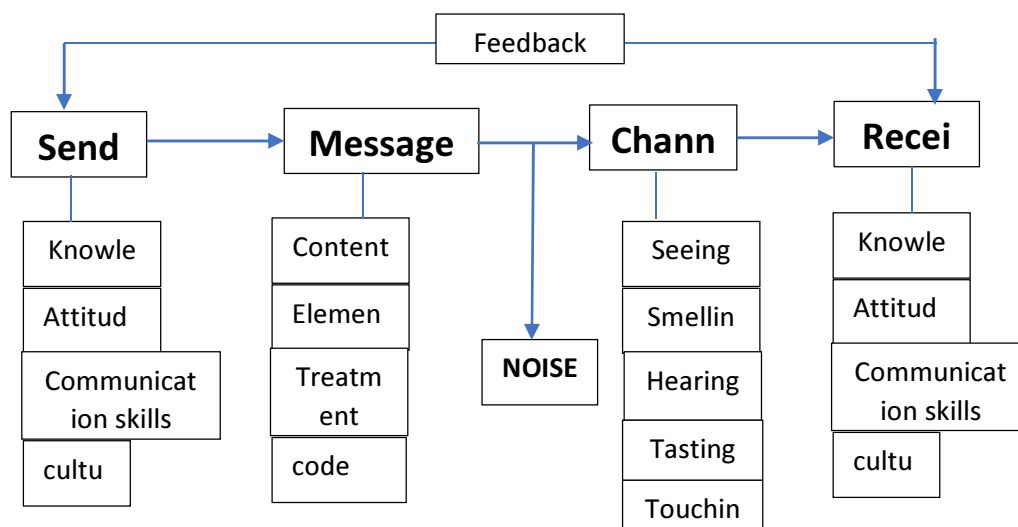 Feedback
Send
Message
Chann
Recei
Knowle
Attitud
Communicat
ion skills
cultu
Content
Elemen
Treatm
ent
code
NOISE
Seeing
Smellin
Hearing
Tasting
Touchin
Knowle
Attitud
Communicat
ion skills
cultu